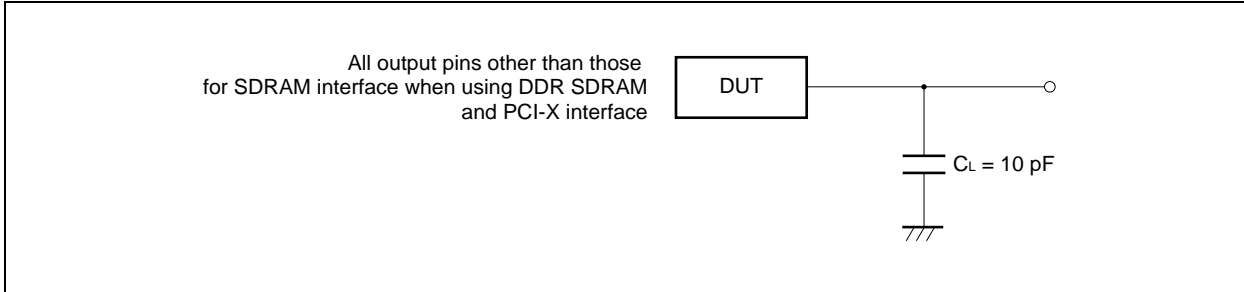 All output pins other than those
for SDRAM interface when using DDR SDRAM
and PCI-X interface
DUT
CL = 10 pF